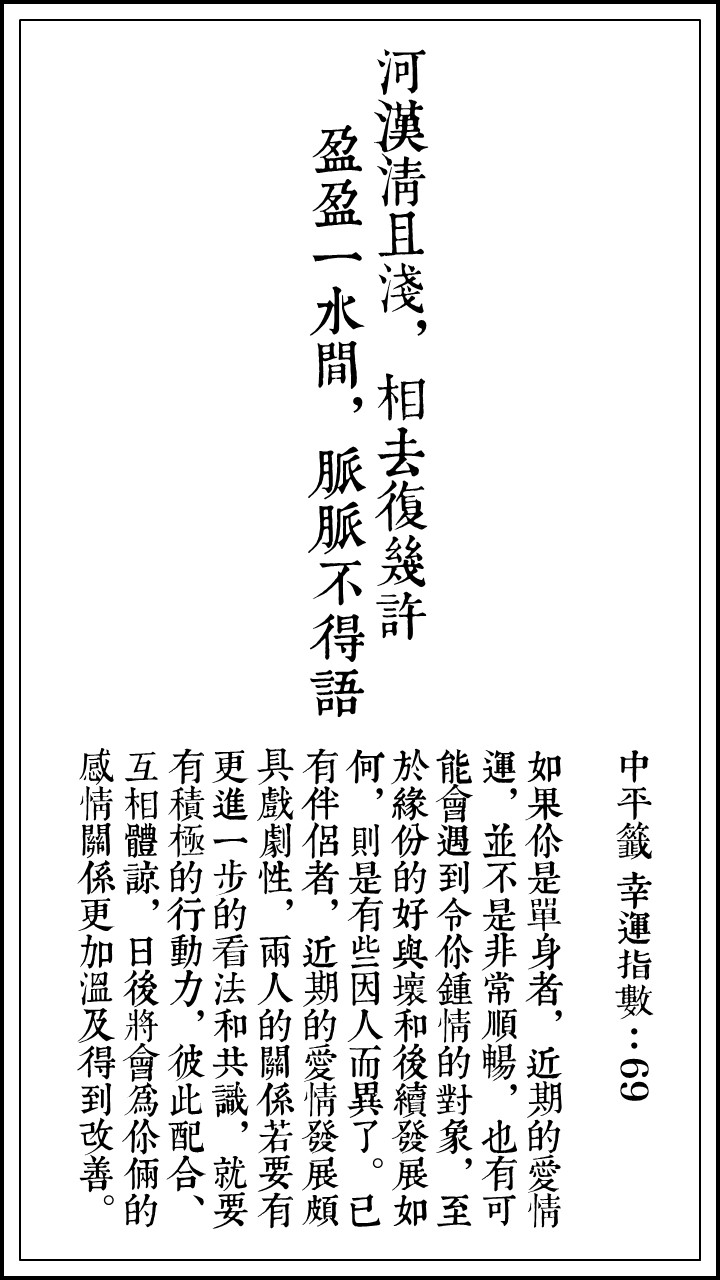 河漢清且淺，相去復幾許
盈盈一水間，脈脈不得語
中平籤 幸運指數：69
如果你是單身者，近期的愛情
運，並不是非常順暢，也有可
能會遇到令你鍾情的對象，至
於緣份的好與壞和後續發展如
何，則是有些因人而異了。已
有伴侶者，近期的愛情發展頗
具戲劇性，兩人的關係若要有
更進一步的看法和共識，就要
有積極的行動力，彼此配合、
互相體諒，日後將會為你倆的
感情關係更加溫及得到改善。